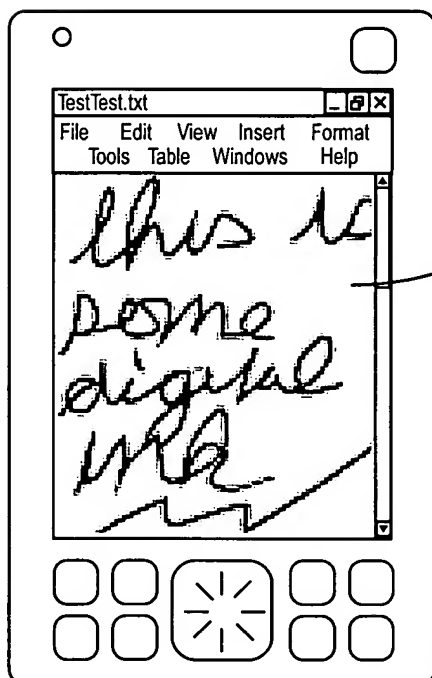 TestTest.txt
File Edit View Insert Format
Tools Table Windows Help
this is
some
digital
ink